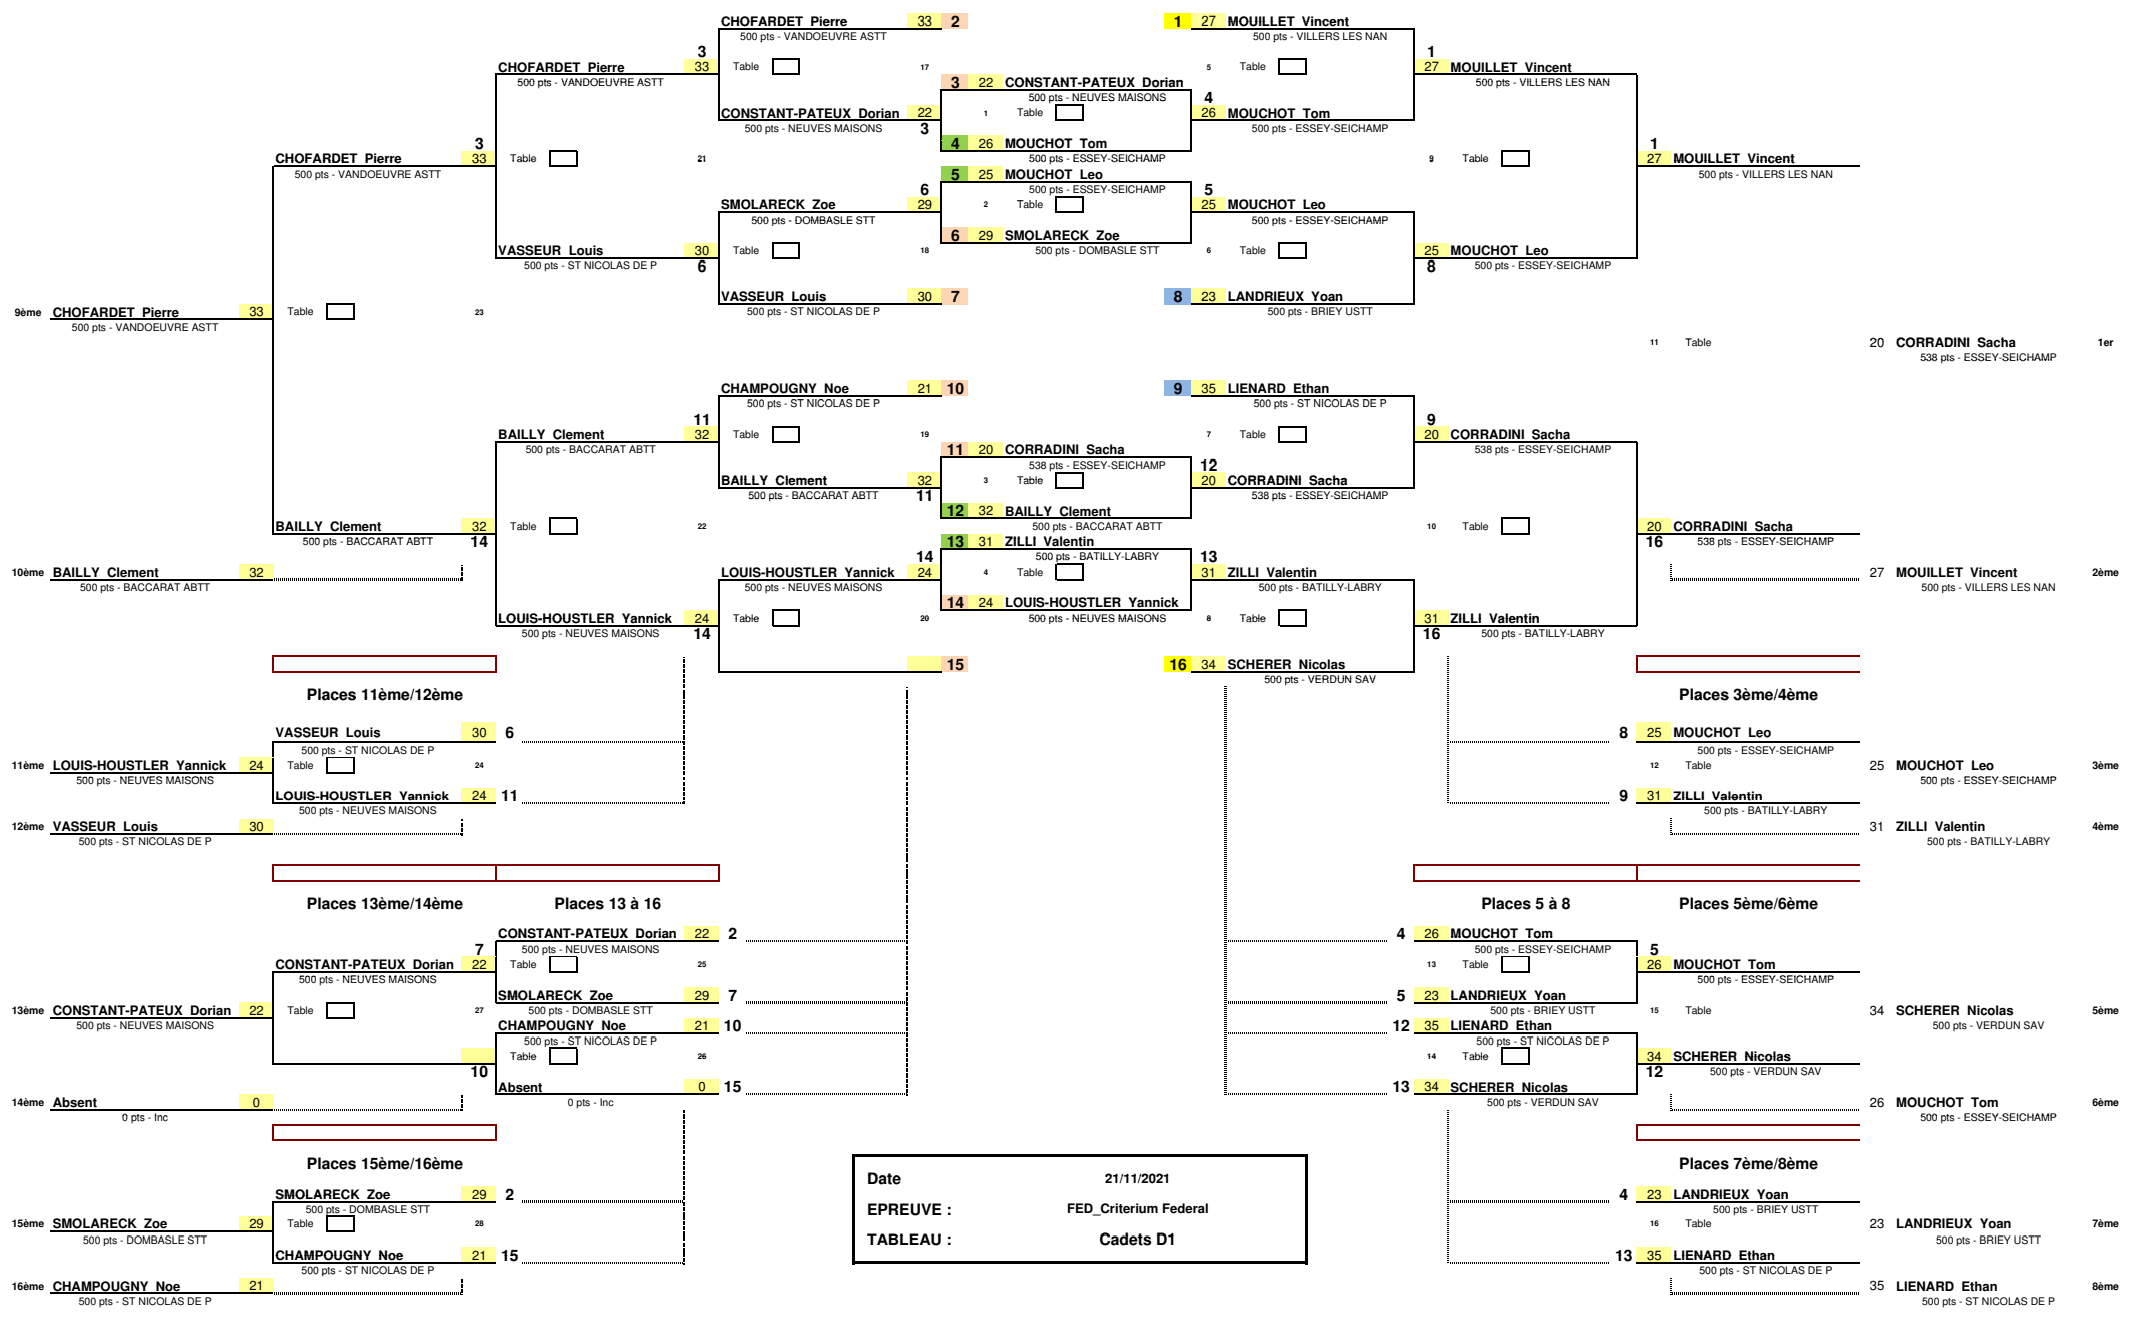 CHOFARDET Pierre 33 2
1 27 MOUILLET Vincent
500 pts - VANDOEUVRE ASTT
500 pts - VILLERS LES NAN
3
1
CHOFARDET Pierre 33
Table
17
5 Table
27 MOUILLET Vincent
500 pts - VANDOEUVRE ASTT
3 22 CONSTANT-PATEUX Dorian
500 pts - VILLERS LES NAN
500 pts - NEUVES MAISONS
4
CONSTANT-PATEUX Dorian 22
1 Table
26 MOUCHOT Tom
500 pts - NEUVES MAISONS
3
500 pts - ESSEY-SEICHAMP
3
4 26 MOUCHOT Tom
1
CHOFARDET Pierre 33
Table
21
500 pts - ESSEY-SEICHAMP
9 Table
27 MOUILLET Vincent
500 pts - VANDOEUVRE ASTT
5 25 MOUCHOT Leo
500 pts - VILLERS LES NAN
6
500 pts - ESSEY-SEICHAMP
5
SMOLARECK Zoe 29
2 Table
25 MOUCHOT Leo
500 pts - DOMBASLE STT
500 pts - ESSEY-SEICHAMP
6 29 SMOLARECK Zoe
VASSEUR Louis 30
Table
18
500 pts - DOMBASLE STT
6 Table
25 MOUCHOT Leo
500 pts - ST NICOLAS DE P
6
8
500 pts - ESSEY-SEICHAMP
VASSEUR Louis 30 7
8 23 LANDRIEUX Yoan
500 pts - ST NICOLAS DE P
500 pts - BRIEY USTT
9ème CHOFARDET Pierre 33
Table
23
500 pts - VANDOEUVRE ASTT
11 Table
20 CORRADINI Sacha 1er
538 pts - ESSEY-SEICHAMP
CHAMPOUGNY Noe 21 10
9 35 LIENARD Ethan
500 pts - ST NICOLAS DE P
500 pts - ST NICOLAS DE P
11
9
BAILLY Clement 32
Table
19
7 Table
20 CORRADINI Sacha
500 pts - BACCARAT ABTT
11 20 CORRADINI Sacha
538 pts - ESSEY-SEICHAMP
538 pts - ESSEY-SEICHAMP
12
BAILLY Clement 32
3 Table
20 CORRADINI Sacha
500 pts - BACCARAT ABTT
11
538 pts - ESSEY-SEICHAMP
12 32 BAILLY Clement
BAILLY Clement 32
Table
22
500 pts - BACCARAT ABTT
10 Table
20 CORRADINI Sacha
500 pts - BACCARAT ABTT
14
13 31 ZILLI Valentin
16
538 pts - ESSEY-SEICHAMP
14
500 pts - BATILLY-LABRY
13
10ème BAILLY Clement 32
LOUIS-HOUSTLER Yannick 24
4 Table
31 ZILLI Valentin
27 MOUILLET Vincent 2ème
500 pts - BACCARAT ABTT
500 pts - NEUVES MAISONS
500 pts - BATILLY-LABRY
500 pts - VILLERS LES NAN
14 24 LOUIS-HOUSTLER Yannick
LOUIS-HOUSTLER Yannick 24
Table
20
500 pts - NEUVES MAISONS
8 Table
31 ZILLI Valentin
500 pts - NEUVES MAISONS
14
16
500 pts - BATILLY-LABRY
15
16 34 SCHERER Nicolas
500 pts - VERDUN SAV
Places 11ème/12ème
Places 3ème/4ème
VASSEUR Louis 30 6
8 25 MOUCHOT Leo
500 pts - ST NICOLAS DE P
500 pts - ESSEY-SEICHAMP
11ème LOUIS-HOUSTLER Yannick 24
Table
24
12 Table
25 MOUCHOT Leo 3ème
500 pts - NEUVES MAISONS
500 pts - ESSEY-SEICHAMP
LOUIS-HOUSTLER Yannick 24 11
9 31 ZILLI Valentin
500 pts - NEUVES MAISONS
500 pts - BATILLY-LABRY
12ème VASSEUR Louis 30
31 ZILLI Valentin 4ème
500 pts - ST NICOLAS DE P
500 pts - BATILLY-LABRY
Places 13ème/14ème
Places 13 à 16
Places 5 à 8
Places 5ème/6ème
CONSTANT-PATEUX Dorian 22 2
4 26 MOUCHOT Tom
7
500 pts - NEUVES MAISONS
500 pts - ESSEY-SEICHAMP
5
CONSTANT-PATEUX Dorian 22
Table
25
13 Table
26 MOUCHOT Tom
500 pts - NEUVES MAISONS
500 pts - ESSEY-SEICHAMP
SMOLARECK Zoe 29 7
5 23 LANDRIEUX Yoan
13ème CONSTANT-PATEUX Dorian 22
Table
27
500 pts - DOMBASLE STT
500 pts - BRIEY USTT
15 Table
34 SCHERER Nicolas 5ème
500 pts - NEUVES MAISONS
CHAMPOUGNY Noe 21 10
12 35 LIENARD Ethan
500 pts - VERDUN SAV
500 pts - ST NICOLAS DE P
500 pts - ST NICOLAS DE P
Table
26
14 Table
34 SCHERER Nicolas
10
12
500 pts - VERDUN SAV
Absent 0 15
13 34 SCHERER Nicolas
14ème Absent 0
0 pts - Inc
500 pts - VERDUN SAV
26 MOUCHOT Tom 6ème
0 pts - Inc
500 pts - ESSEY-SEICHAMP
Places 15ème/16ème
Places 7ème/8ème
Date 21/11/2021
SMOLARECK Zoe 29 2
4 23 LANDRIEUX Yoan
500 pts - DOMBASLE STT
EPREUVE : FED_Criterium Federal
500 pts - BRIEY USTT
15ème SMOLARECK Zoe 29
Table
28
16 Table
23 LANDRIEUX Yoan 7ème
500 pts - DOMBASLE STT
TABLEAU : Cadets D1
500 pts - BRIEY USTT
CHAMPOUGNY Noe 21 15
13 35 LIENARD Ethan
500 pts - ST NICOLAS DE P
500 pts - ST NICOLAS DE P
16ème CHAMPOUGNY Noe 21
35 LIENARD Ethan 8ème
500 pts - ST NICOLAS DE P
500 pts - ST NICOLAS DE P